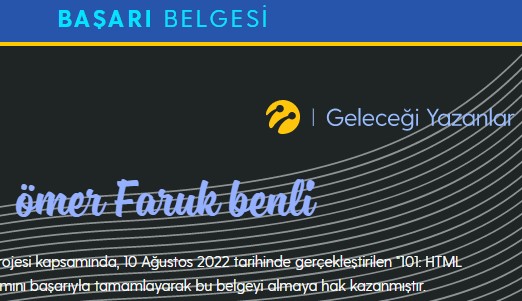 BAŞARI BELGESİ
Geleceği Yazanlar
ömer Faruk benli
rojesi kapsamında, 10 Ağustos 2022 tarihinde gerçekleştirilen "101: HTML
mını başarıyla tamamlayarak bu belgeyi almaya hak kazanmıştır.